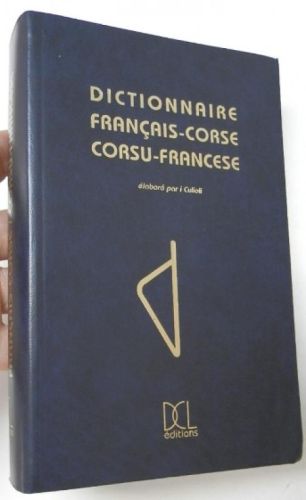 DICTIONNAIRE
FRANÇAIS-CORSE
CORSU-FRANCESE
élaboré par i Culioli
DCL
éditions